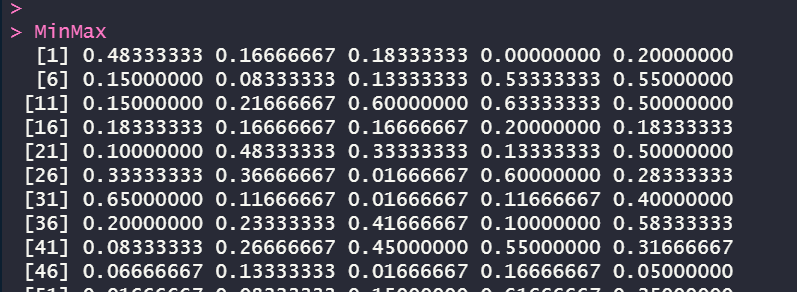 >
> MinMax
[1] 0.48333333 0.16666667 0.18333333 0.00000000 0.20000000
[6] 0.15000000 0.08333333 0.13333333 0.53333333 0.55000000
[11] 0.15000000 0.21666667 0.60000000 0.63333333 0.50000000
[16] 0.18333333 0.16666667 0.16666667 0.20000000 0.18333333
[21] 0.10000000 0.48333333 0.33333333 0.13333333 0.50000000
[26] 0.33333333 0.36666667 0.01666667 0.60000000 0.28333333
[31] 0.65000000 0.11666667 0.01666667 0.11666667 0.40000000
[36] 0.20000000 0.23333333 0.41666667 0.10000000 0.58333333
[41] 0.08333333 0.26666667 0.45000000 0.55000000 0.31666667
[46] 0.06666667 0.13333333 0.01666667 0.16666667 0.05000000